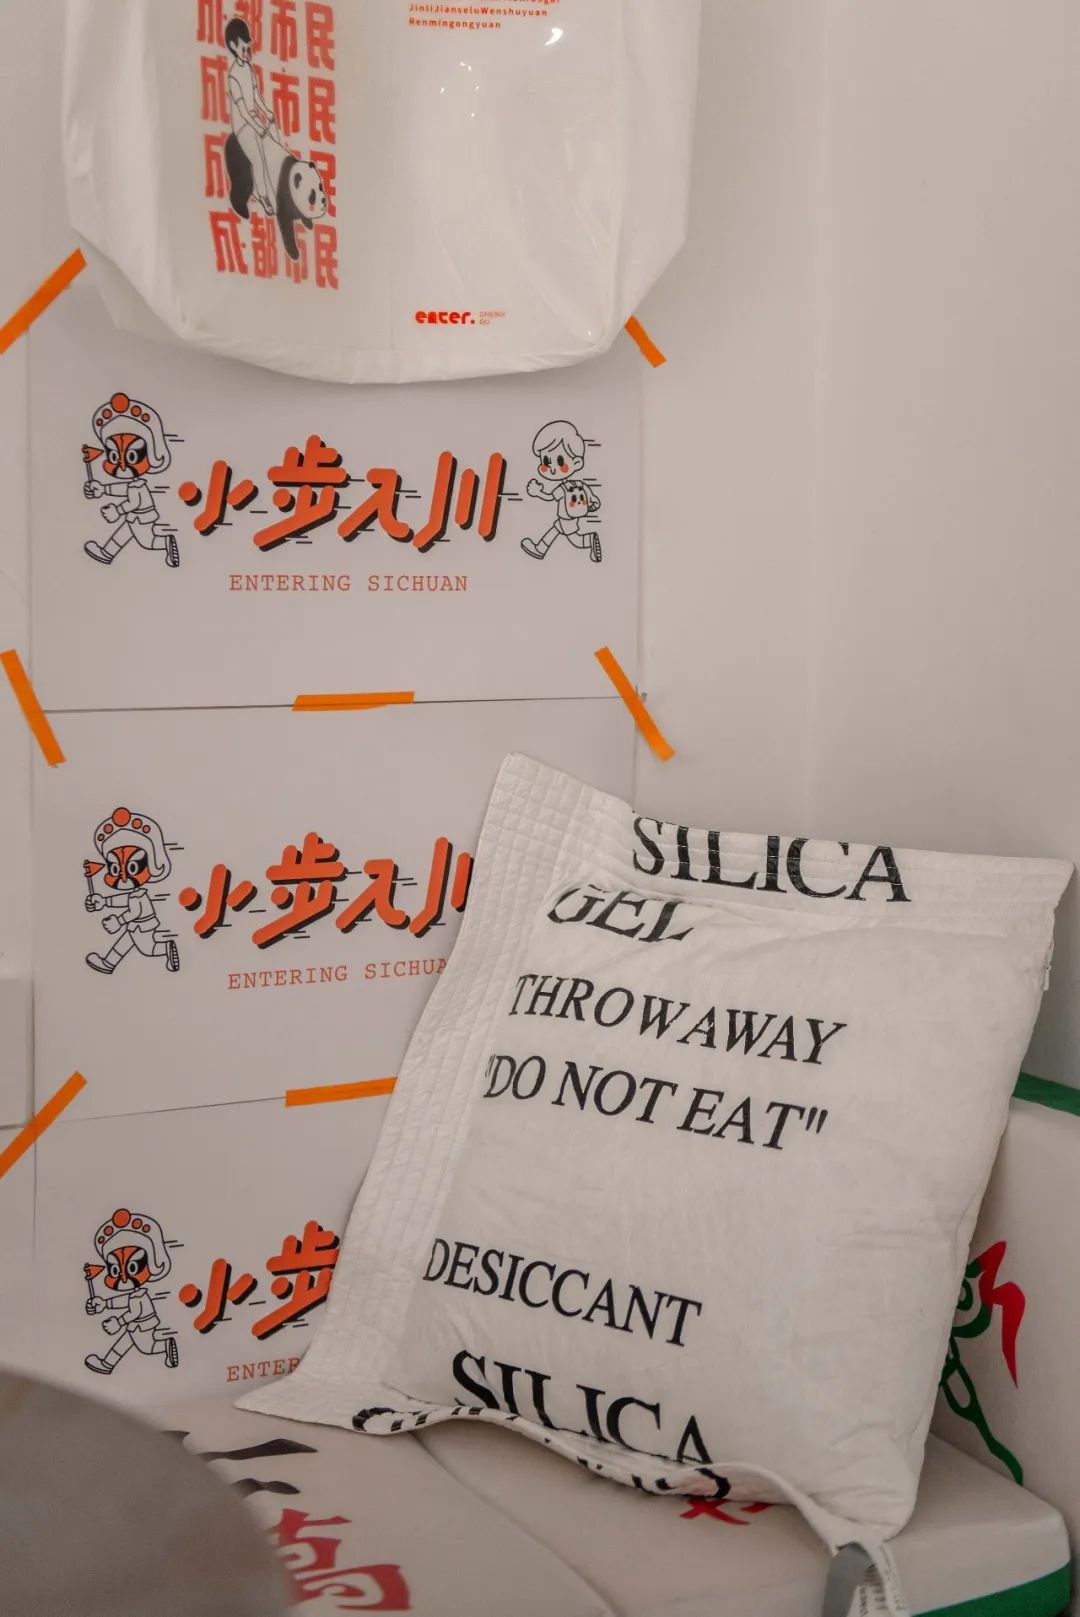 JinliJianseluWenshuyuan
Renmingongyuan
成都市民
成都市民
成都市民
成都市民
enter.
小步入川
ENTERING SICHUAN
小步入川
ENTERING SICHUA
小步
ENTER
SILICA
GEL
THROWAWAY
"DO NOT EAT"
DESICCANT
SILICA